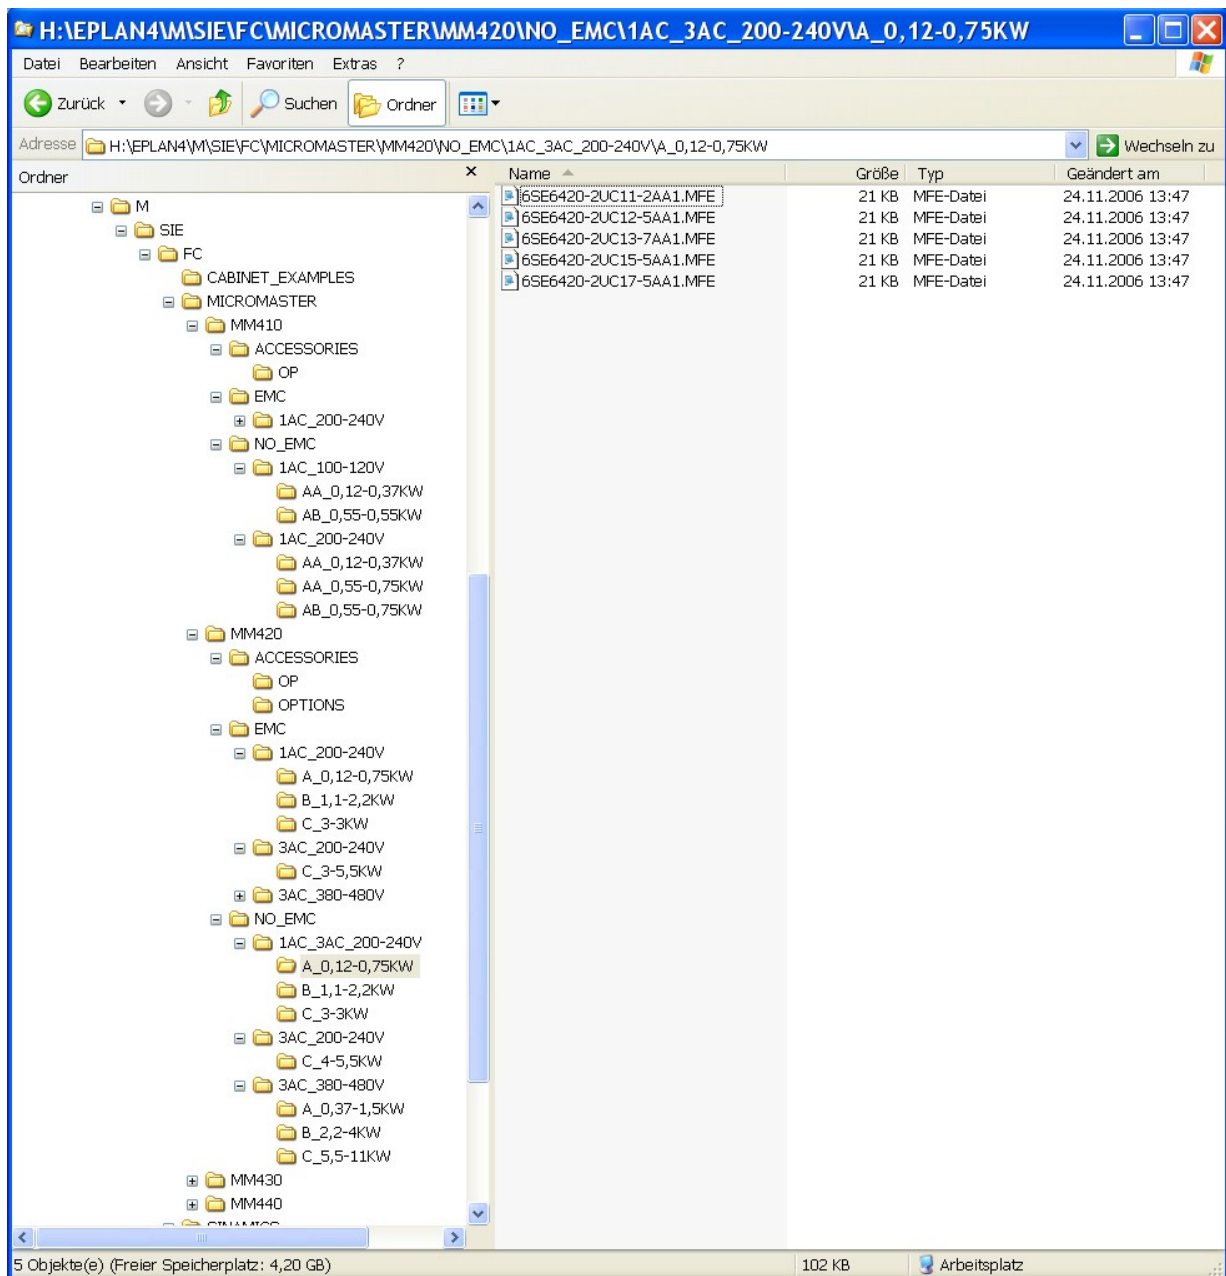 H:\EPLAN4\M\SIE\FC\MICROMASTER\MM420\NO_EMC\1AC_3AC_200-240V\A_0,12-0,75KW
Datei Bearbeiten Ansicht Favoriten Extras ?
Zurück Suchen Ordner
Adresse H:\EPLAN4\M\SIE\FC\MICROMASTER\MM420\NO_EMC\1AC_3AC_200-240V\A_0,12-0,75KW Wechseln zu
Ordner x
M
SIE
FC
CABINET_EXAMPLES
MICROMASTER
MM410
ACCESSORIES
OP
EMC
1AC_200-240V
NO_EMC
1AC_100-120V
AA_0,12-0,37KW
AB_0,55-0,55KW
1AC_200-240V
AA_0,12-0,37KW
AA_0,55-0,75KW
AB_0,55-0,75KW
MM420
ACCESSORIES
OP
OPTIONS
EMC
1AC_200-240V
A_0,12-0,75KW
B_1,1-2,2KW
C_3-3KW
3AC_200-240V
C_3-5,5KW
3AC_380-480V
NO_EMC
1AC_3AC_200-240V
A_0,12-0,75KW
B_1,1-2,2KW
C_3-3KW
3AC_200-240V
C_4-5,5KW
3AC_380-480V
A_0,37-1,5KW
B_2,2-4KW
C_5,5-11KW
MM430
MM440
SINAMICS
Name Größe Typ Geändert am
6SE6420-2UC11-2AA1.MFE 21 KB MFE-Datei 24.11.2006 13:47
6SE6420-2UC12-5AA1.MFE 21 KB MFE-Datei 24.11.2006 13:47
6SE6420-2UC13-7AA1.MFE 21 KB MFE-Datei 24.11.2006 13:47
6SE6420-2UC15-5AA1.MFE 21 KB MFE-Datei 24.11.2006 13:47
6SE6420-2UC17-5AA1.MFE 21 KB MFE-Datei 24.11.2006 13:47
5 Objekte(e) (Freier Speicherplatz: 4,20 GB) 102 KB Arbeitsplatz